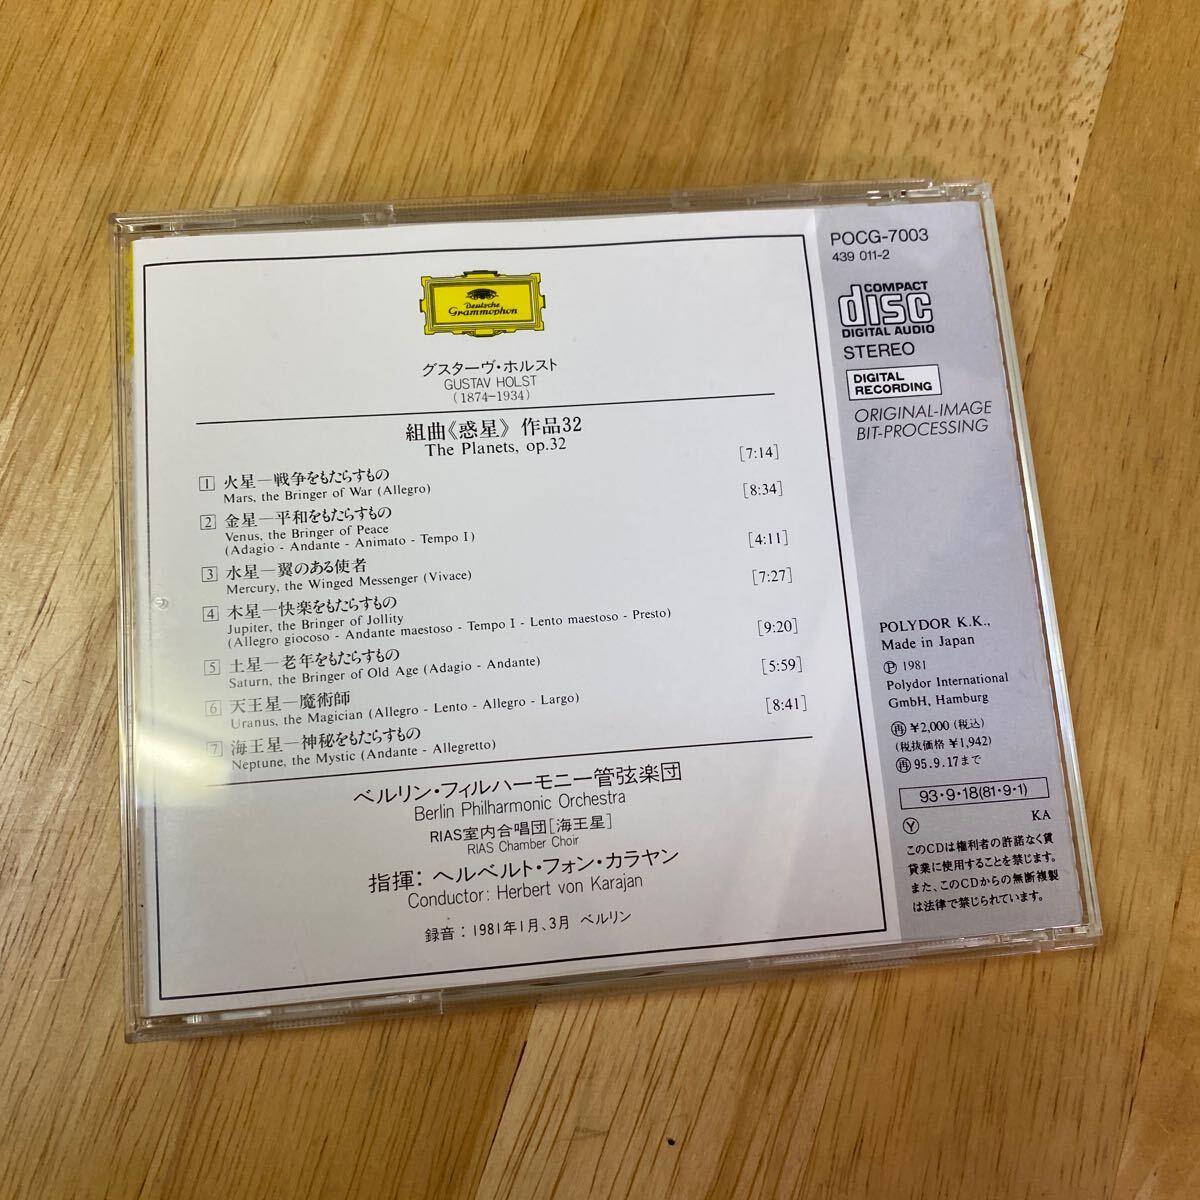 Deutsche
Grammophon
グスターヴ・ホルスト
GUSTAV HOLST
(1874-1934)
組曲《惑星》 作品32
The Planets, op.32
1 火星—戦争をもたらすもの [7:14]
Mars, the Bringer of War (Allegro)
2 金星—平和をもたらすもの [8:34]
Venus, the Bringer of Peace
(Adagio - Andante - Animato - Tempo I)
3 水星—翼のある使者 [4:11]
Mercury, the Winged Messenger (Vivace)
4 木星—快楽をもたらすもの [7:27]
Jupiter, the Bringer of Jollity
(Allegro giocoso - Andante maestoso - Tempo I - Lento maestoso - Presto)
5 土星—老年をもたらすもの [9:20]
Saturn, the Bringer of Old Age (Adagio - Andante)
6 天王星—魔術師 [5:59]
Uranus, the Magician (Allegro - Lento - Allegro - Largo)
7 海王星—神秘をもたらすもの [8:41]
Neptune, the Mystic (Andante - Allegretto)
ベルリン・フィルハーモニー管弦楽団
Berlin Philharmonic Orchestra
RIAS室内合唱団[海王星]
RIAS Chamber Choir
指揮：ヘルベルト・フォン・カラヤン
Conductor: Herbert von Karajan
録音：1981年1月、3月 ベルリン
POCG-7003
439 011-2
COMPACT
disc
DIGITAL AUDIO
STEREO
DIGITAL
RECORDING
ORIGINAL-IMAGE
BIT-PROCESSING
POLYDOR K.K.,
Made in Japan
Ⓟ 1981
Polydor International
GmbH, Hamburg
㊢ ¥2,000 (税込)
(税抜価格 ¥1,942)
㊢ 95.9.17まで
93・9・18(81・9・1)
Ⓨ KA
このCDは権利者の許諾なく賃
貸業に使用することを禁じます。
また、このCDからの無断複製
は法律で禁じられています。